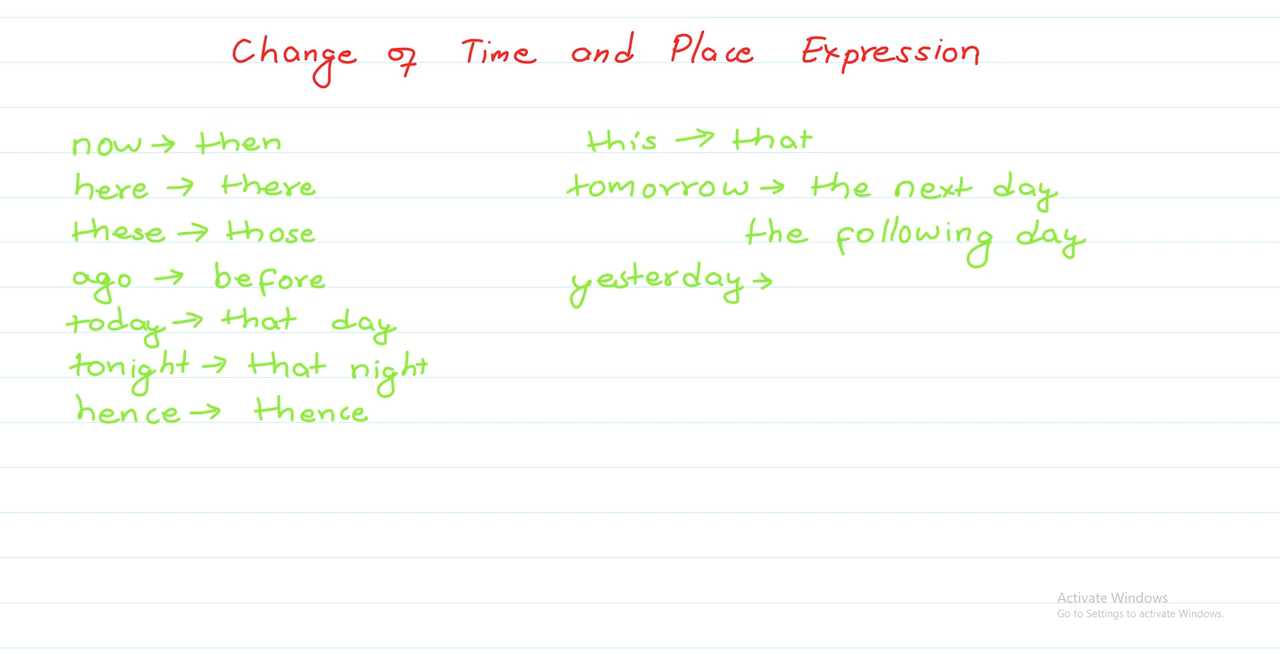 Change of Time and Place Expression
now → then
here → there
these → those
ago → before
today → that day
tonight → that night
hence → thence
this → that
tomorrow → the next day
the following day
yesterday →
Activate Windows
Go to Settings to activate Windows.